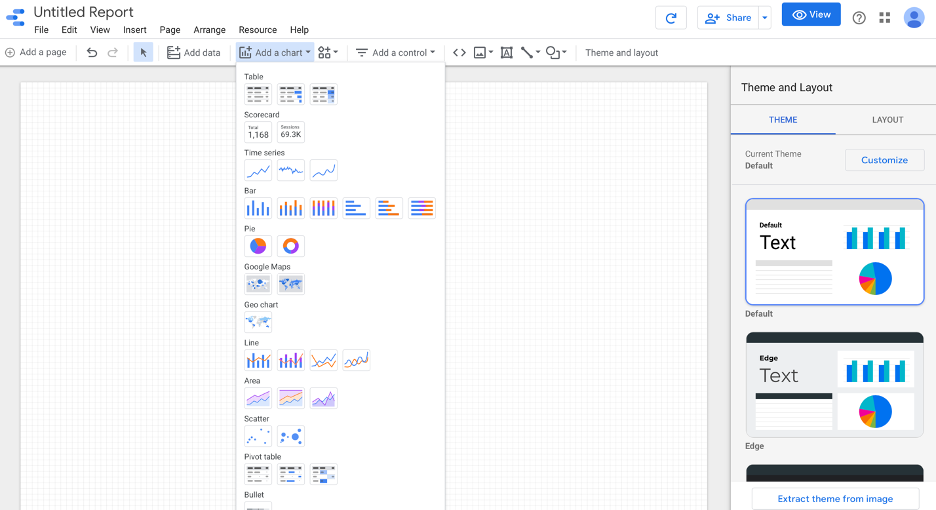 Untitled Report
File Edit View Insert Page Arrange Resource Help
Share
View
Add a page
Add data
Add a chart
Add a control
Theme and layout
Table
Scorecard
Total
1,168
Sessions
69.3K
Time series
Bar
Pie
Google Maps
Geo chart
Line
Area
Scatter
Pivot table
Bullet
Theme and Layout
THEME
LAYOUT
Current Theme
Default
Customize
Default
Text
Default
Edge
Text
Edge
Extract theme from image